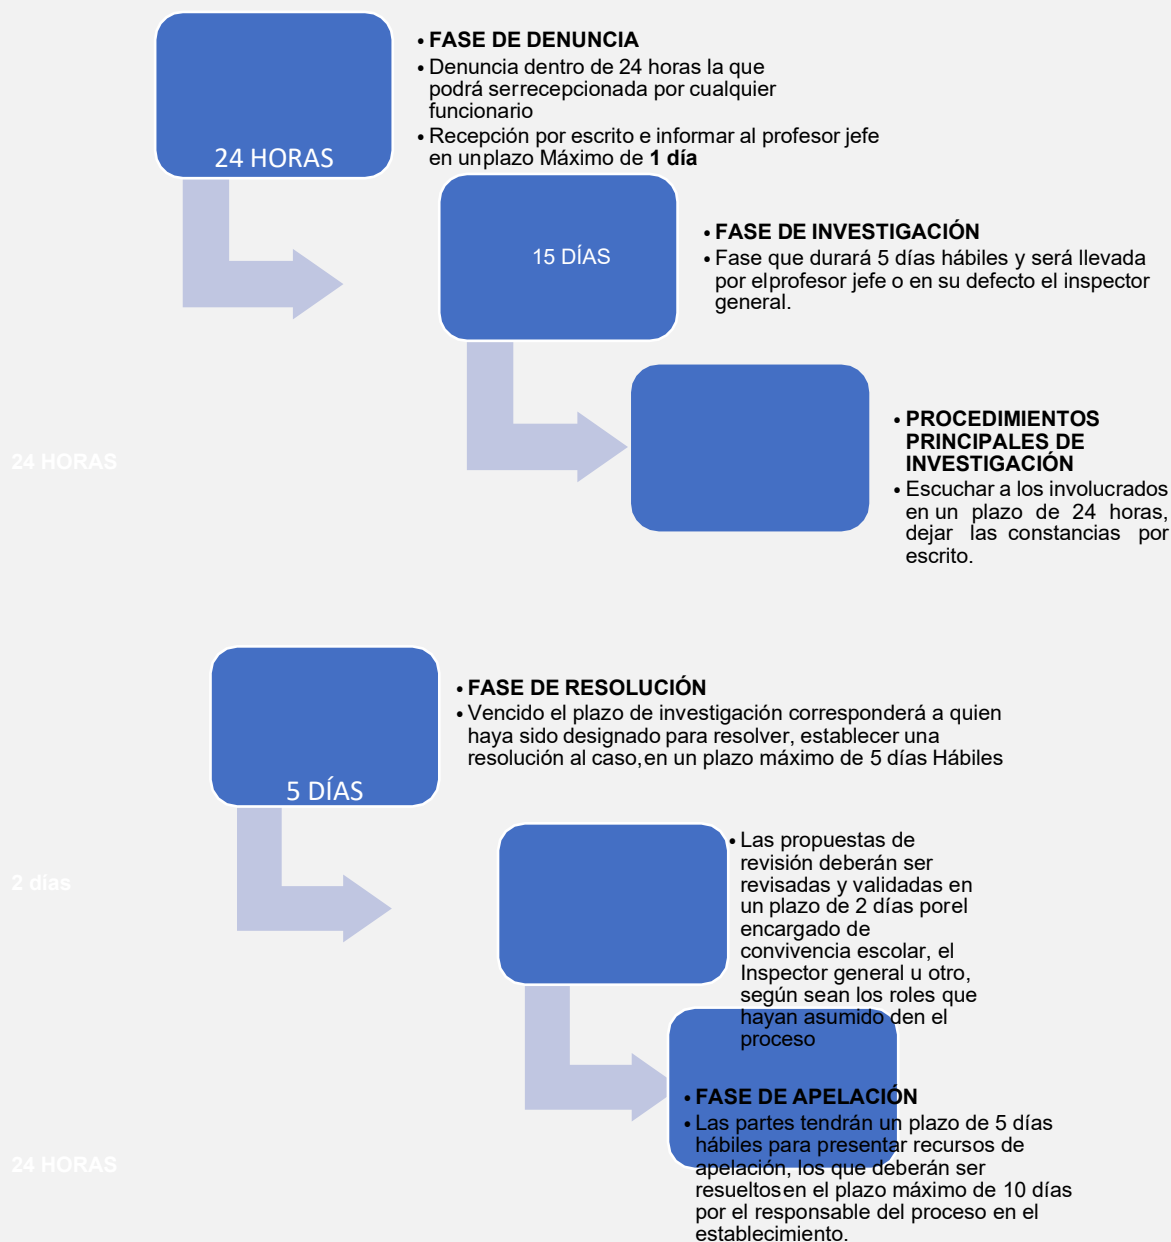 • FASE DE DENUNCIA
• Denuncia dentro de 24 horas la que
podrá serrecepcionada por cualquier
funcionario
• Recepción por escrito e informar al profesor jefe
en unplazo Máximo de 1 día
24 HORAS
• FASE DE INVESTIGACIÓN
• Fase que durará 5 días hábiles y será llevada
por elprofesor jefe o en su defecto el inspector
general.
15 DÍAS
• PROCEDIMIENTOS
PRINCIPALES DE
INVESTIGACIÓN
• Escuchar a los involucrados
en un plazo de 24 horas,
dejar las constancias por
escrito.
24 HORAS
• FASE DE RESOLUCIÓN
• Vencido el plazo de investigación corresponderá a quien
haya sido designado para resolver, establecer una
resolución al caso,en un plazo máximo de 5 días Hábiles
5 DÍAS
• Las propuestas de
revisión deberán ser
revisadas y validadas en
un plazo de 2 días porel
encargado de
convivencia escolar, el
Inspector general u otro,
según sean los roles que
hayan asumido den el
proceso
2 días
• FASE DE APELACIÓN
• Las partes tendrán un plazo de 5 días
hábiles para presentar recursos de
apelación, los que deberán ser
resueltosen el plazo máximo de 10 días
por el responsable del proceso en el
establecimiento.
24 HORAS